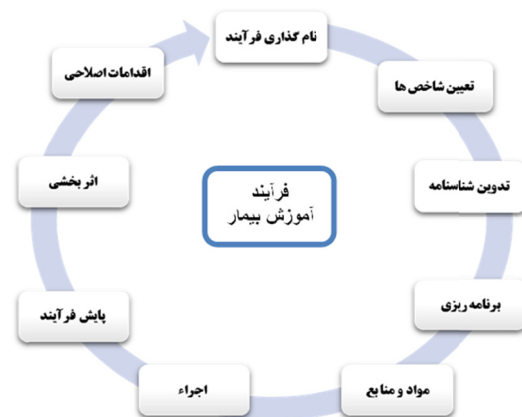 نام گذاری فرآیند
تعیین شاخص ها
تدوین شناسنامه
برنامه ریزی
مواد و منابع
اجراء
پایش فرآیند
اثر بخشی
اقدامات اصلاحی
فرآیند
آموزش بیمار